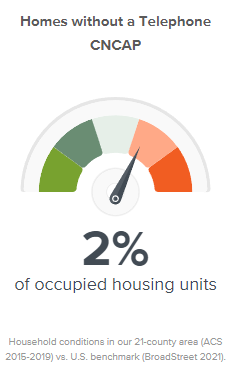 Homes without a Telephone
CNCAP
2%
of occupied housing units
Household conditions in our 21-county area (ACS
2015-2019) vs. U.S. benchmark (BroadStreet 2021).